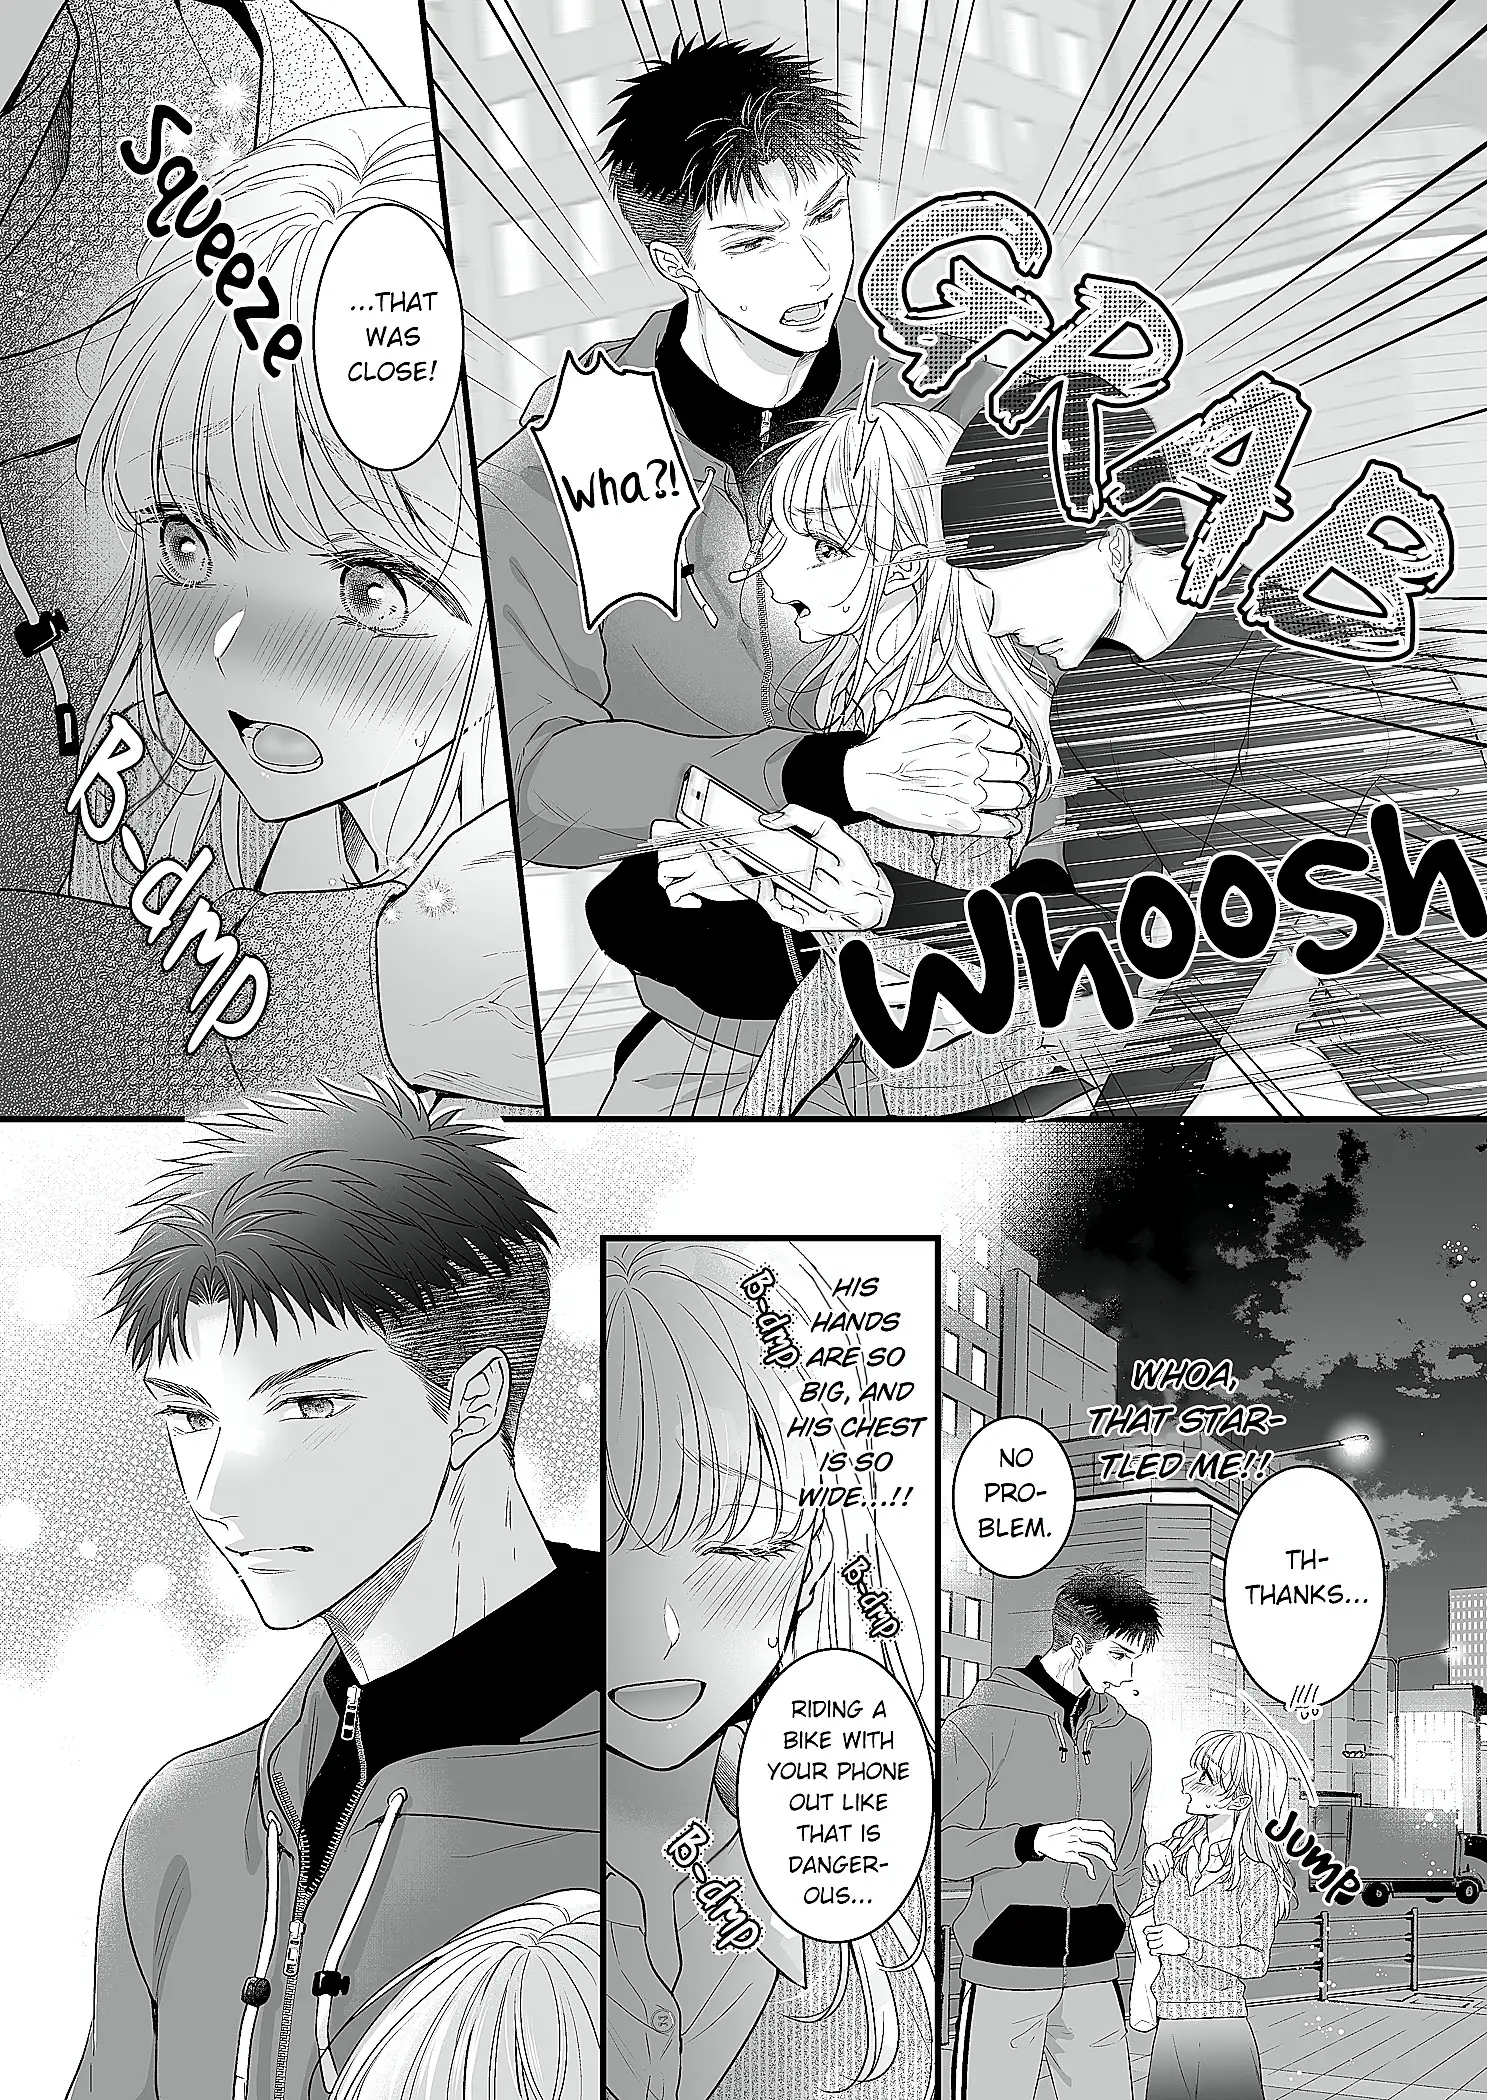 GRAB
Wha?!
Whoosh
Squeeze
...THAT
WAS
CLOSE!
B-dmp
WHOA,
THAT STAR-
TLED ME!!
TH-
THANKS...
NO
PRO-
BLEM.
JUMP
HIS
HANDS
ARE SO
BIG, AND
HIS CHEST
IS SO
WIDE...!!
B-dmp
B-dmp
RIDING A
BIKE WITH
YOUR PHONE
OUT LIKE
THAT IS
DANGER-
OUS...
B-dmp